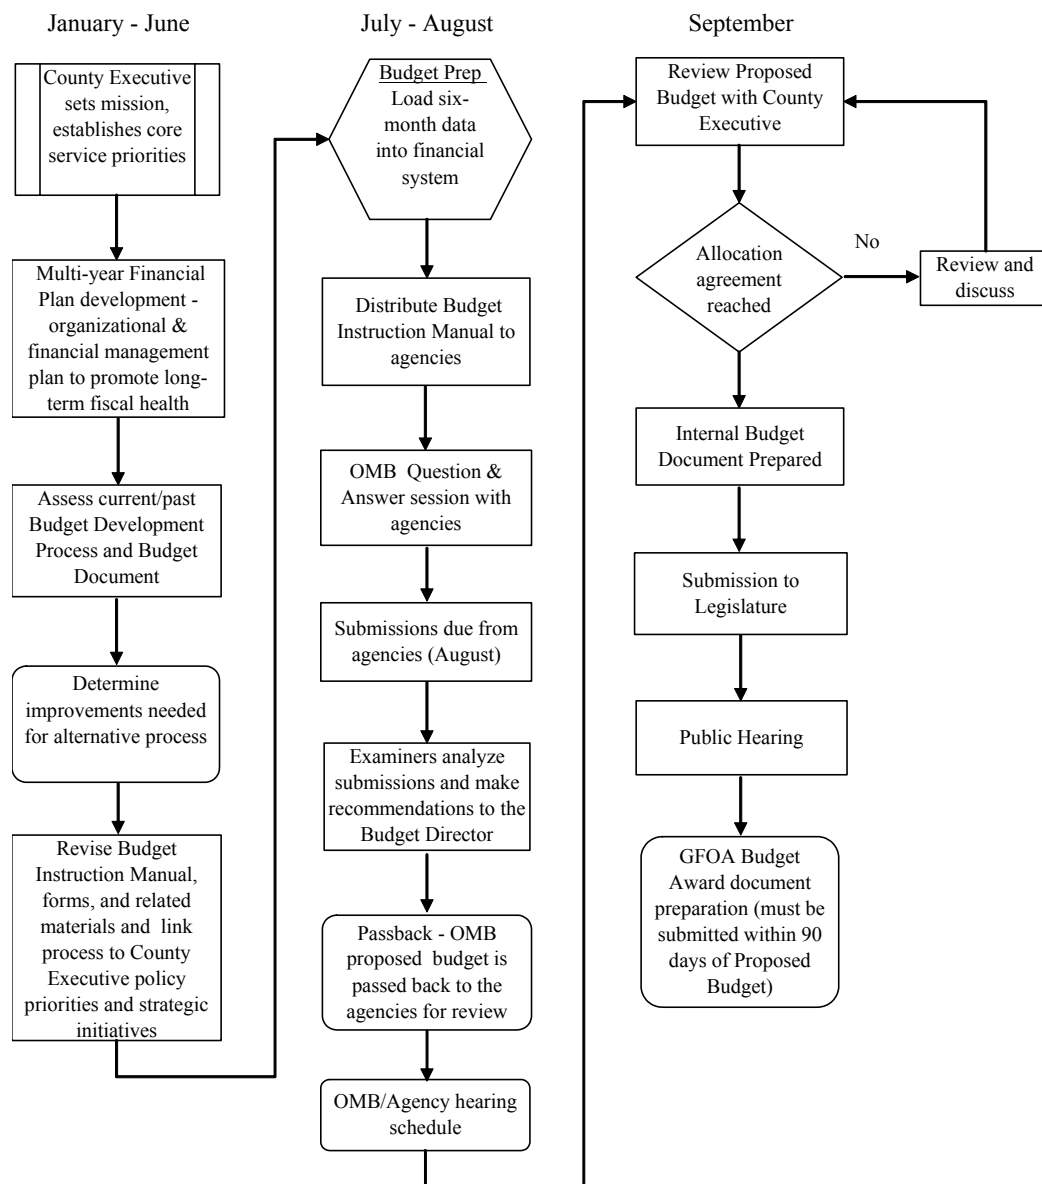 January - June
County Executive
sets mission,
establishes core
service priorities
Multi-year Financial
Plan development -
organizational &
financial management
plan to promote long-
term fiscal health
Assess current/past
Budget Development
Process and Budget
Document
Determine
improvements needed
for alternative process
Revise Budget
Instruction Manual,
forms, and related
materials and link
process to County
Executive policy
priorities and strategic
initiatives
July - August
Budget Prep
Load six-
month data
into financial
system
Distribute Budget
Instruction Manual to
agencies
OMB Question &
Answer session with
agencies
Submissions due from
agencies (August)
Examiners analyze
submissions and make
recommendations to the
Budget Director
Passback - OMB
proposed budget is
passed back to the
agencies for review
OMB/Agency hearing
schedule
September
Review Proposed
Budget with County
Executive
Allocation
agreement
reached
No
Review and
discuss
Internal Budget
Document Prepared
Submission to
Legislature
Public Hearing
GFOA Budget
Award document
preparation (must be
submitted within 90
days of Proposed
Budget)